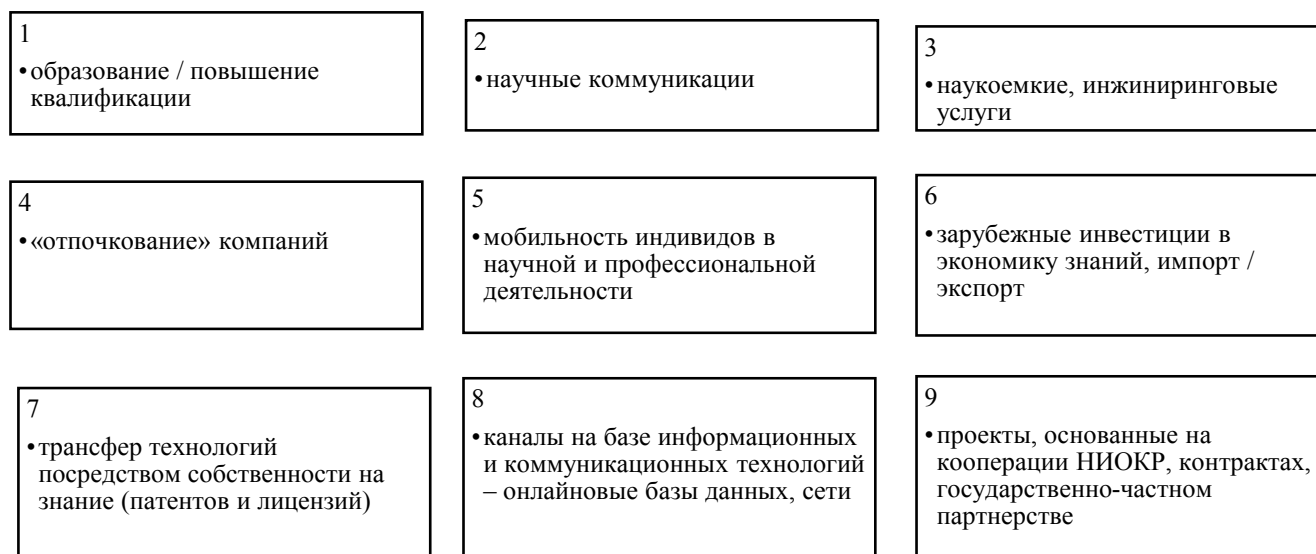 1
•образование / повышение
квалификации
2
•научные коммуникации
3
•наукоемкие, инжиниринговые
услуги
4
•«отпочкование» компаний
5
•мобильность индивидов в
научной и профессиональной
деятельности
6
•зарубежные инвестиции в
экономику знаний, импорт /
экспорт
7
•трансфер технологий
посредством собственности на
знание (патентов и лицензий)
8
•каналы на базе информационных
и коммуникационных технологий
– онлайновые базы данных, сети
9
•проекты, основанные на
кооперации НИОКР, контрактах,
государственно-частном
партнерстве